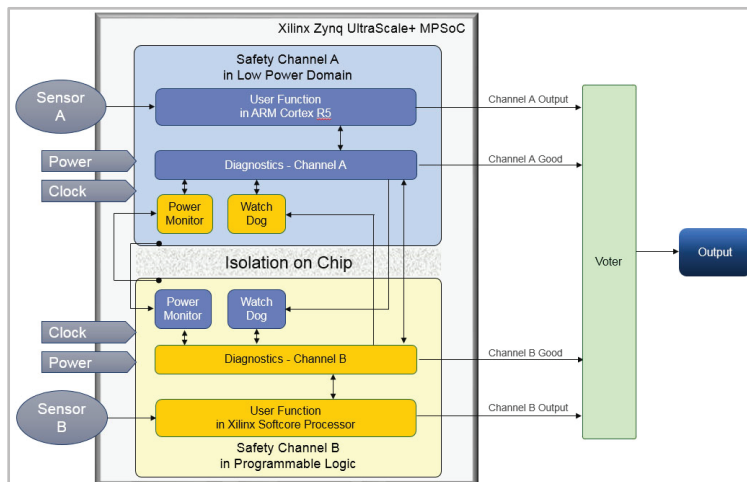 Xilinx Zynq UltraScale+ MPSoC
Safety Channel A
in Low Power Domain
Sensor
A
User Function
in ARM Cortex R5
Channel A Output
Power
Diagnostics - Channel A
Channel A Good
Clock
Power
Monitor
Watch
Dog
Isolation on Chip
Voter
Output
Power
Monitor
Watch
Dog
Clock
Power
Diagnostics - Channel B
Channel B Good
Sensor
B
User Function
in Xilinx Softcore Processor
Channel B Output
Safety Channel B
in Programmable Logic